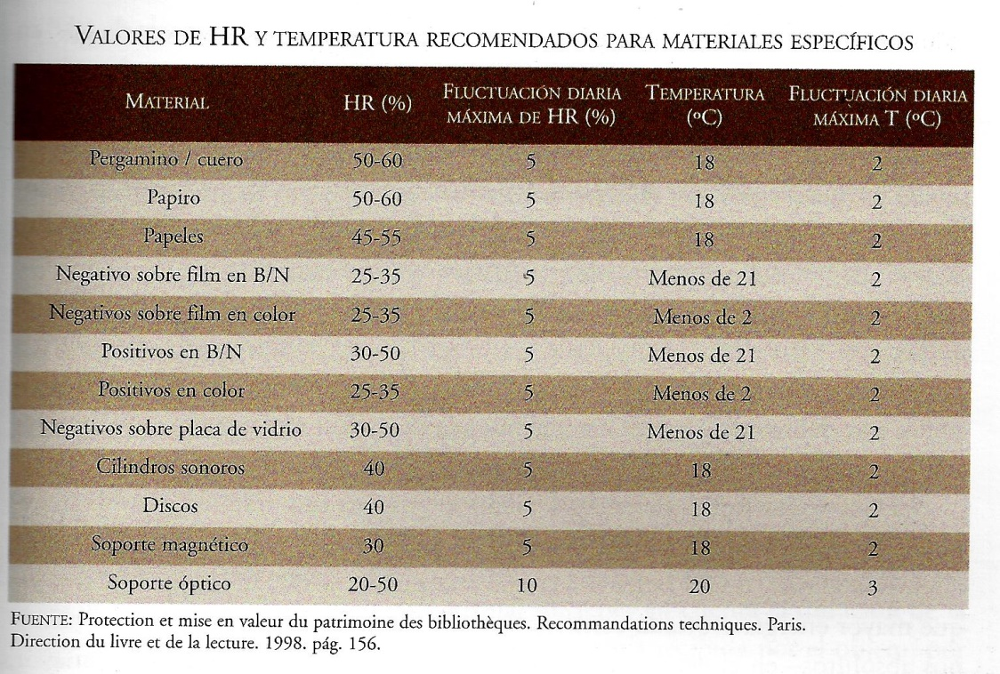 VALORES DE HR Y TEMPERATURA RECOMENDADOS PARA MATERIALES ESPECÍFICOS
MATERIAL HR (%) FLUCTUACIÓN DIARIA MÁXIMA DE HR (%) TEMPERATURA (ºC) FLUCTUACIÓN DIARIA MÁXIMA T (ºC)
Pergamino / cuero 50-60 5 18 2
Papiro 50-60 5 18 2
Papeles 45-55 5 18 2
Negativo sobre film en B/N 25-35 5 Menos de 21 2
Negativos sobre film en color 25-35 5 Menos de 2 2
Positivos en B/N 30-50 5 Menos de 21 2
Positivos en color 25-35 5 Menos de 2 2
Negativos sobre placa de vidrio 30-50 5 Menos de 21 2
Cilindros sonoros 40 5 18 2
Discos 40 5 18 2
Soporte magnético 30 5 18 2
Soporte óptico 20-50 10 20 3
FUENTE: Protection et mise en valeur du patrimoine des bibliothèques. Recommandations techniques. Paris.
Direction du livre et de la lecture. 1998. pág. 156.